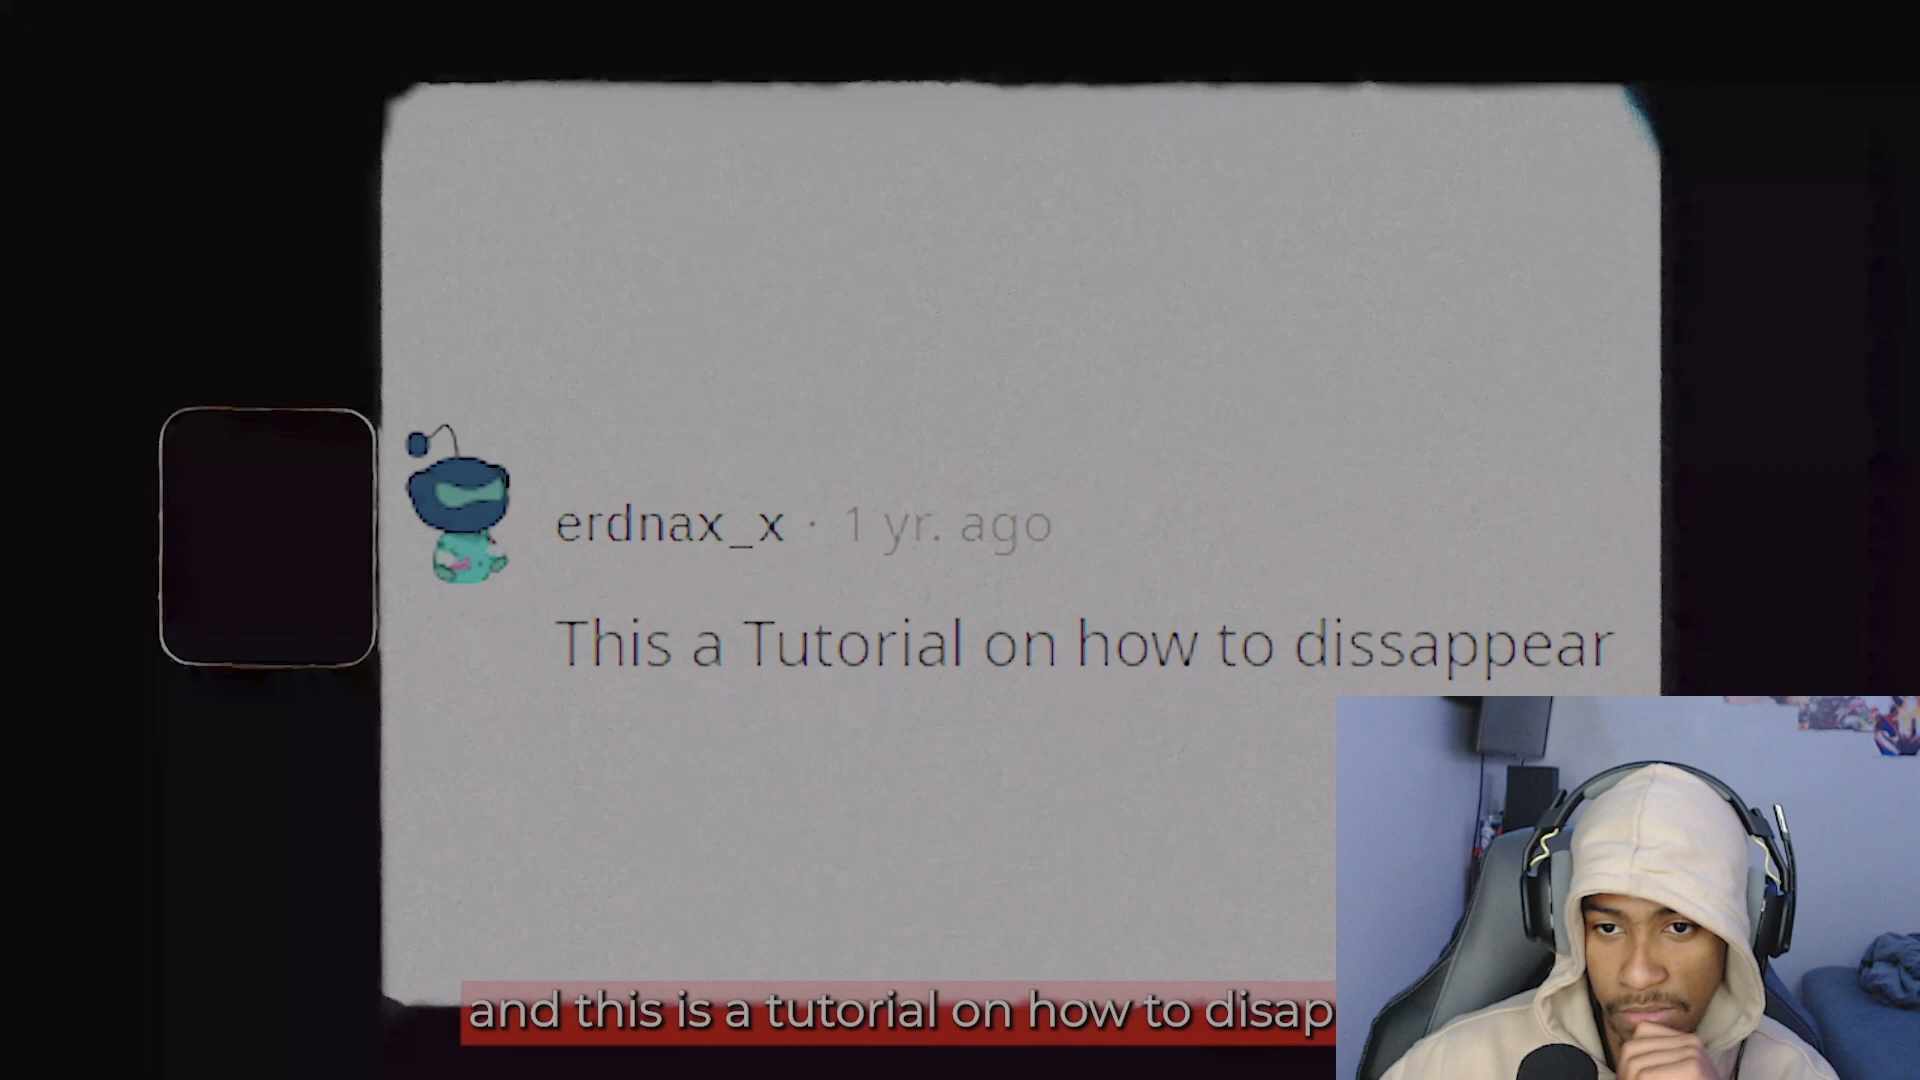 erdnax_x · 1 yr. ago
This a Tutorial on how to dissappear
and this is a tutorial on how to disap